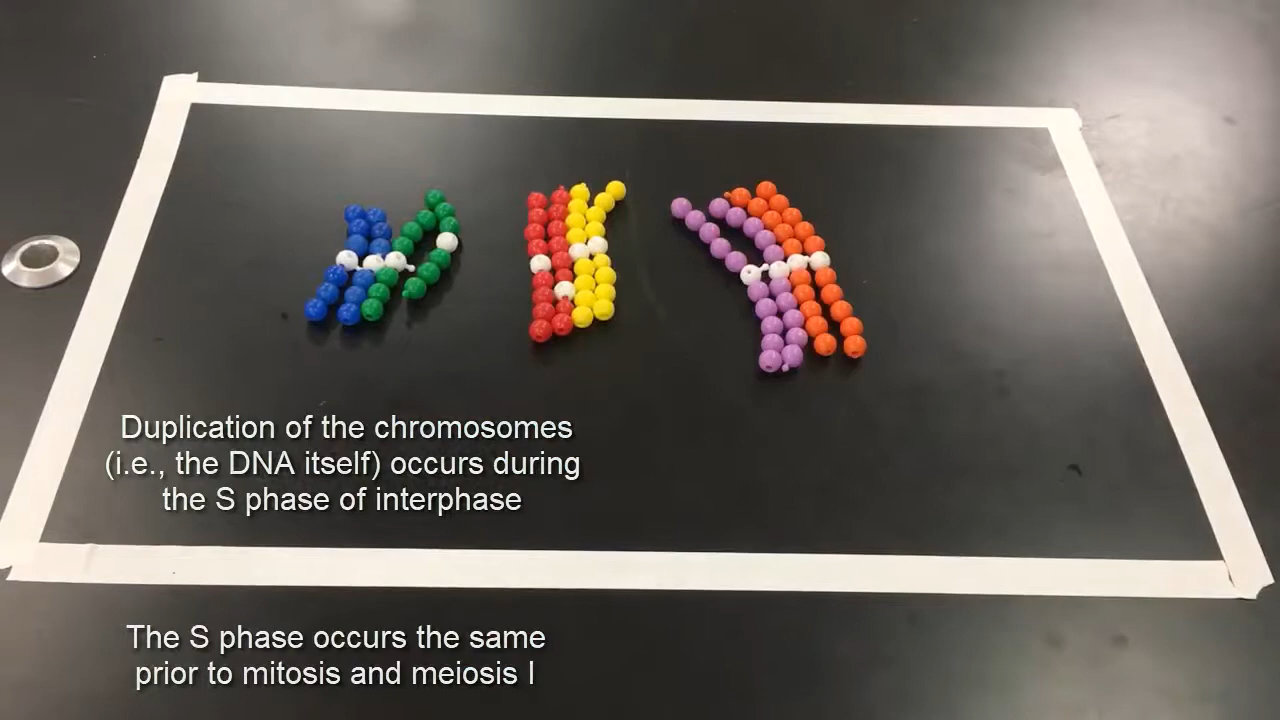 Duplication of the chromosomes
(i.e., the DNA itself) occurs during
the S phase of interphase
The S phase occurs the same
prior to mitosis and meiosis I